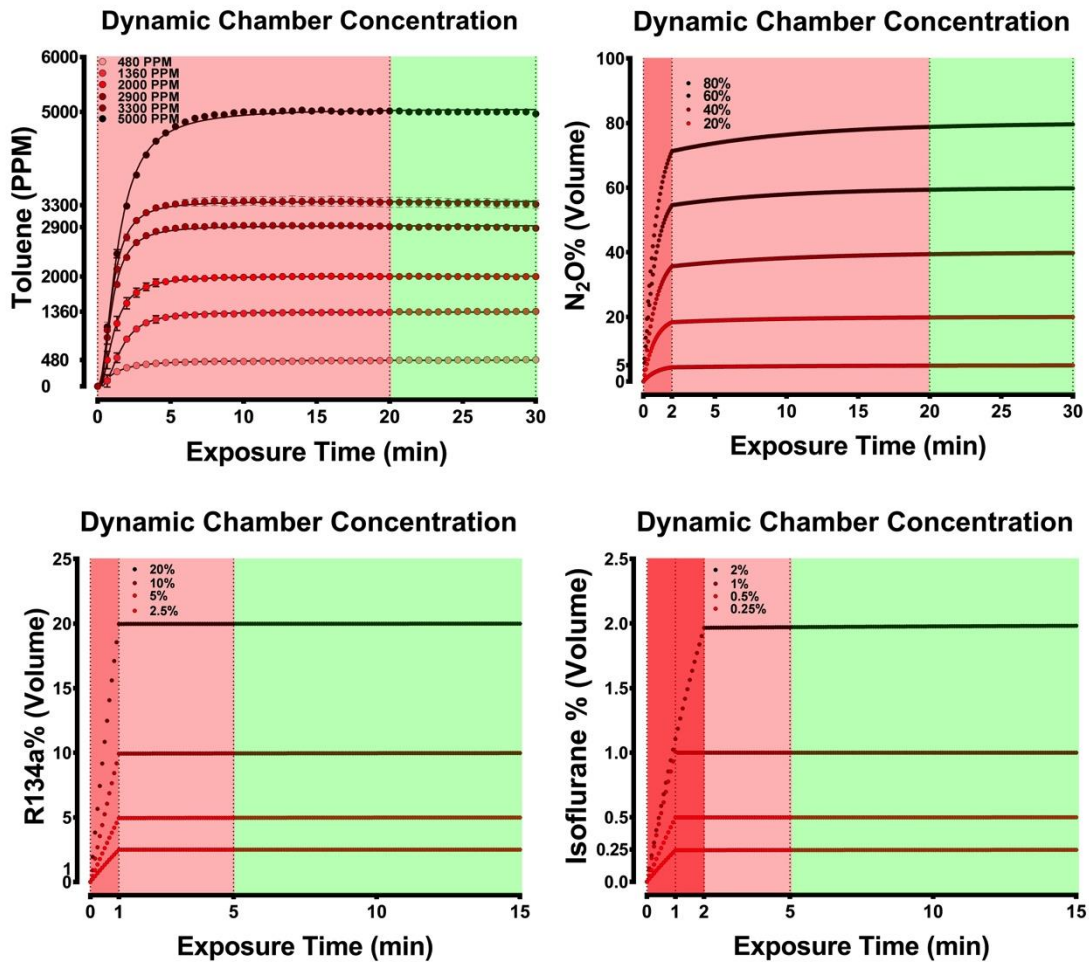 Dynamic Chamber Concentration
Toluene (PPM)
6000
5000
3300
2900
2000
1360
480
0
480 PPM
1360 PPM
2000 PPM
2900 PPM
3300 PPM
5000 PPM
0 5 10 15 20 25 30
Exposure Time (min)
Dynamic Chamber Concentration
N₂O% (Volume)
100
80
60
40
20
5
0
80%
60%
40%
20%
0 2 5 10 15 20 25 30
Exposure Time (min)
Dynamic Chamber Concentration
R134a% (Volume)
25
20
15
10
5
1
0
20%
10%
5%
2.5%
0 1 5 10 15
Exposure Time (min)
Dynamic Chamber Concentration
Isoflurane % (Volume)
2.5
2.0
1.5
1.0
0.5
0.25
0.0
2%
1%
0.5%
0.25%
0 1 2 5 10 15
Exposure Time (min)